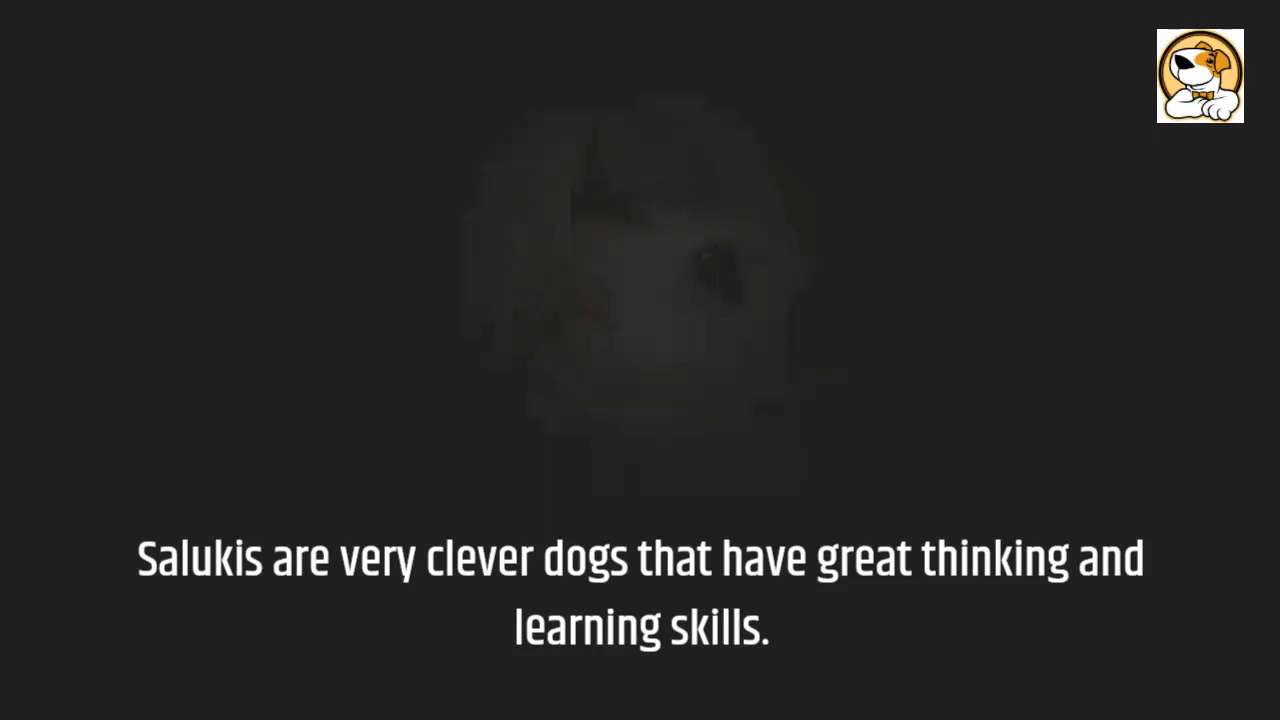 Salukis are very clever dogs that have great thinking and
learning skills.